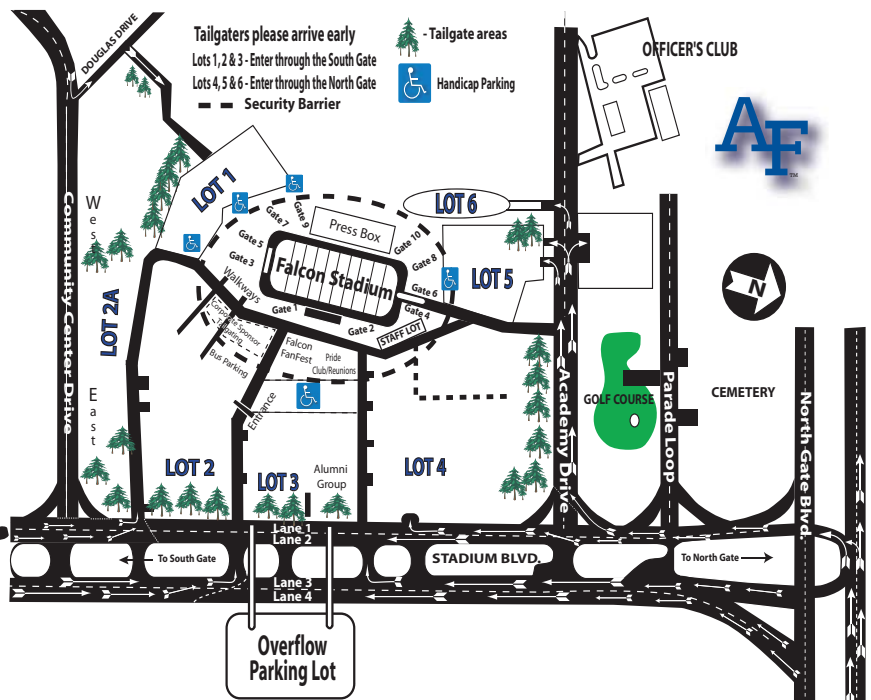 DOUGLAS DRIVE
Tailgaters please arrive early
Lots 1, 2 & 3 - Enter through the South Gate
Lots 4, 5 & 6 - Enter through the North Gate
Security Barrier
- Tailgate areas
Handicap Parking
OFFICER'S CLUB
AF
TM
LOT 1
LOT 6
West
East
Community Center Drive
LOT 2A
Gate 9
Gate 7
Gate 5
Gate 3
Press Box
Gate 10
Gate 8
Gate 6
Gate 4
LOT 5
Falcon Stadium
Walkways
Gate 1
Gate 2
STAFF LOT
Corporate Sponsor
Tailgating
Bus Parking
Falcon
FanFest
Pride
Club/Reunions
Entrance
N
Academy Drive
GOLF COURSE
Parade Loop
CEMETERY
North Gate Blvd.
LOT 2
LOT 3
Alumni
Group
LOT 4
Lane 1
Lane 2
To South Gate
STADIUM BLVD.
To North Gate
Lane 3
Lane 4
Overflow
Parking Lot